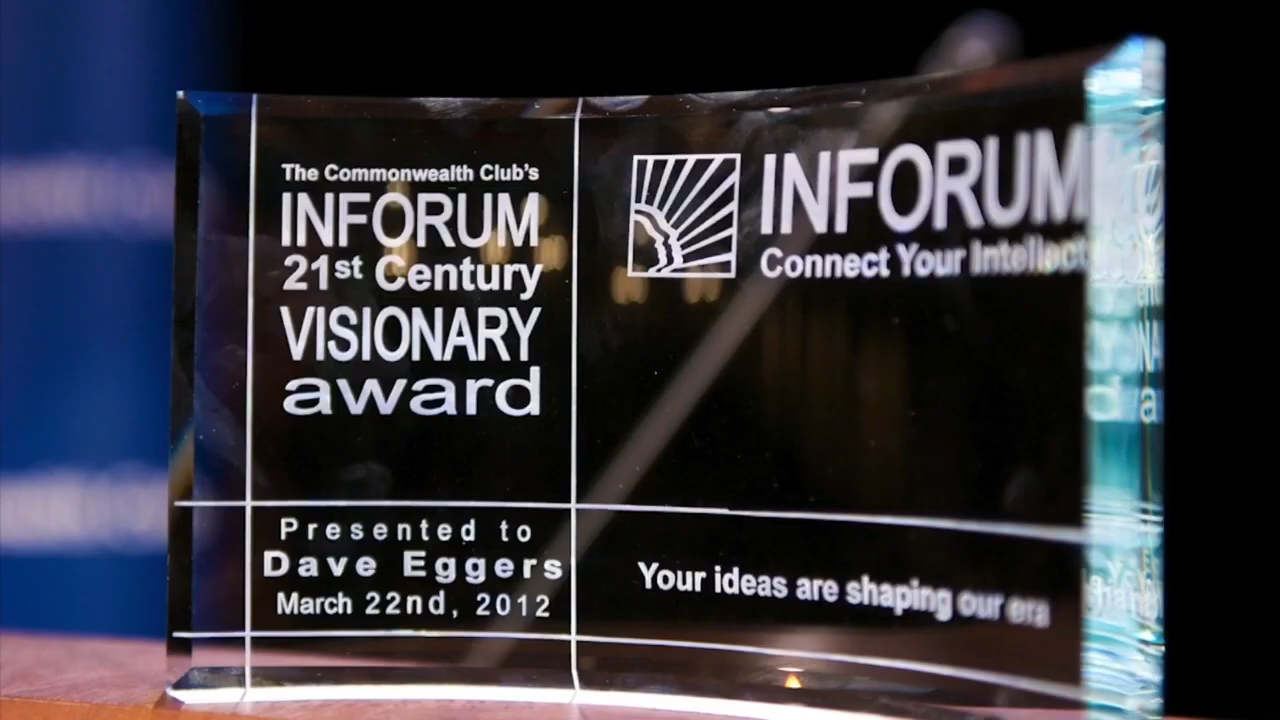 The Commonwealth Club's
INFORUM
21st Century
VISIONARY
award
Presented to
Dave Eggers
March 22nd, 2012
INFORUM
Connect Your Intellect
Your ideas are shaping our era